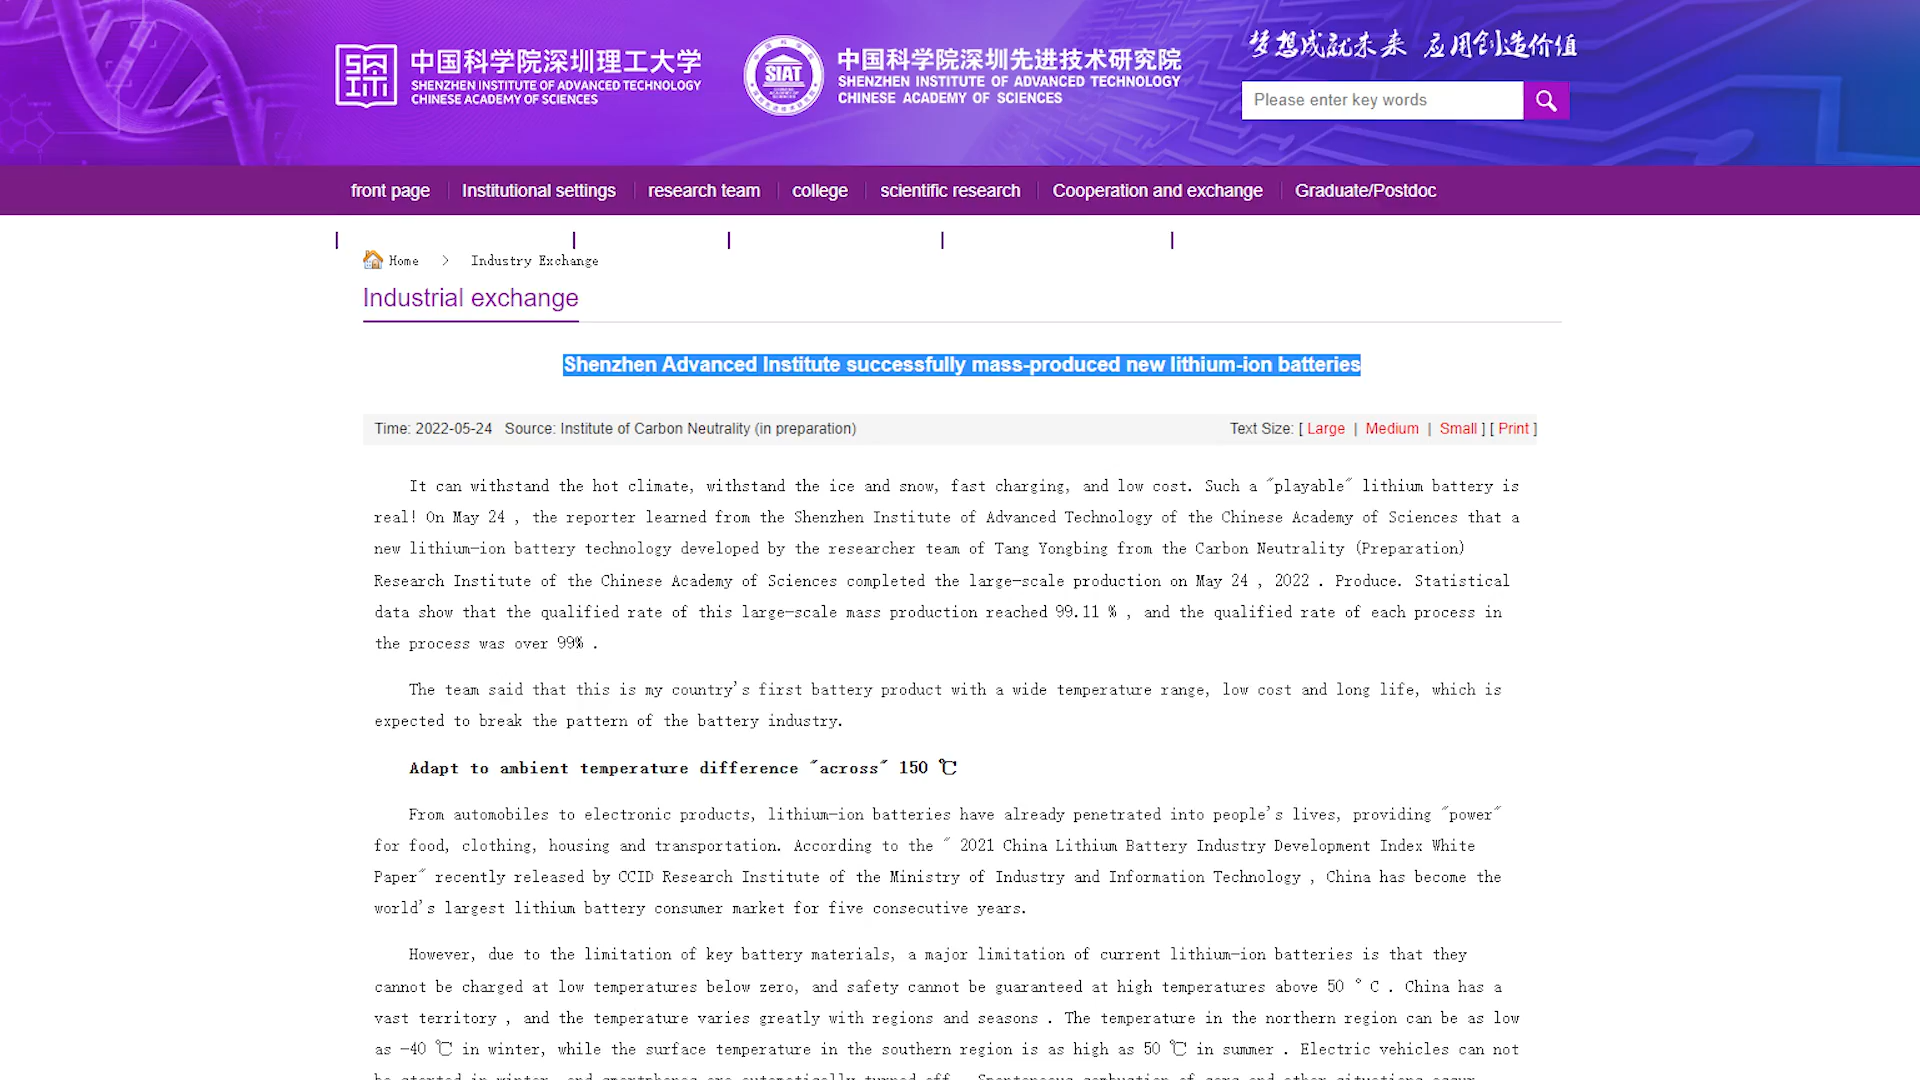 中国科学院深圳理工大学
SHENZHEN INSTITUTE OF ADVANCED TECHNOLOGY
CHINESE ACADEMY OF SCIENCES
SIAT
中国科学院深圳先进技术研究院
SHENZHEN INSTITUTE OF ADVANCED TECHNOLOGY
CHINESE ACADEMY OF SCIENCES
梦想成就未来 应用创造价值
Please enter key words
front page Institutional settings research team college scientific research Cooperation and exchange Graduate/Postdoc
Home > Industry Exchange
Industrial exchange
Shenzhen Advanced Institute successfully mass-produced new lithium-ion batteries
Time: 2022-05-24 Source: Institute of Carbon Neutrality (in preparation) Text Size: [ Large | Medium | Small ] [ Print ]
It can withstand the hot climate, withstand the ice and snow, fast charging, and low cost. Such a "playable" lithium battery is
real! On May 24 , the reporter learned from the Shenzhen Institute of Advanced Technology of the Chinese Academy of Sciences that a
new lithium-ion battery technology developed by the researcher team of Tang Yongbing from the Carbon Neutrality (Preparation)
Research Institute of the Chinese Academy of Sciences completed the large-scale production on May 24 , 2022 . Produce. Statistical
data show that the qualified rate of this large-scale mass production reached 99.11 % , and the qualified rate of each process in
the process was over 99% .
The team said that this is my country's first battery product with a wide temperature range, low cost and long life, which is
expected to break the pattern of the battery industry.
Adapt to ambient temperature difference "across" 150 ℃
From automobiles to electronic products, lithium-ion batteries have already penetrated into people's lives, providing "power"
for food, clothing, housing and transportation. According to the " 2021 China Lithium Battery Industry Development Index White
Paper" recently released by CCID Research Institute of the Ministry of Industry and Information Technology , China has become the
world's largest lithium battery consumer market for five consecutive years.
However, due to the limitation of key battery materials, a major limitation of current lithium-ion batteries is that they
cannot be charged at low temperatures below zero, and safety cannot be guaranteed at high temperatures above 50 ° C . China has a
vast territory , and the temperature varies greatly with regions and seasons . The temperature in the northern region can be as low
as -40 ℃ in winter, while the surface temperature in the southern region is as high as 50 ℃ in summer . Electric vehicles can not